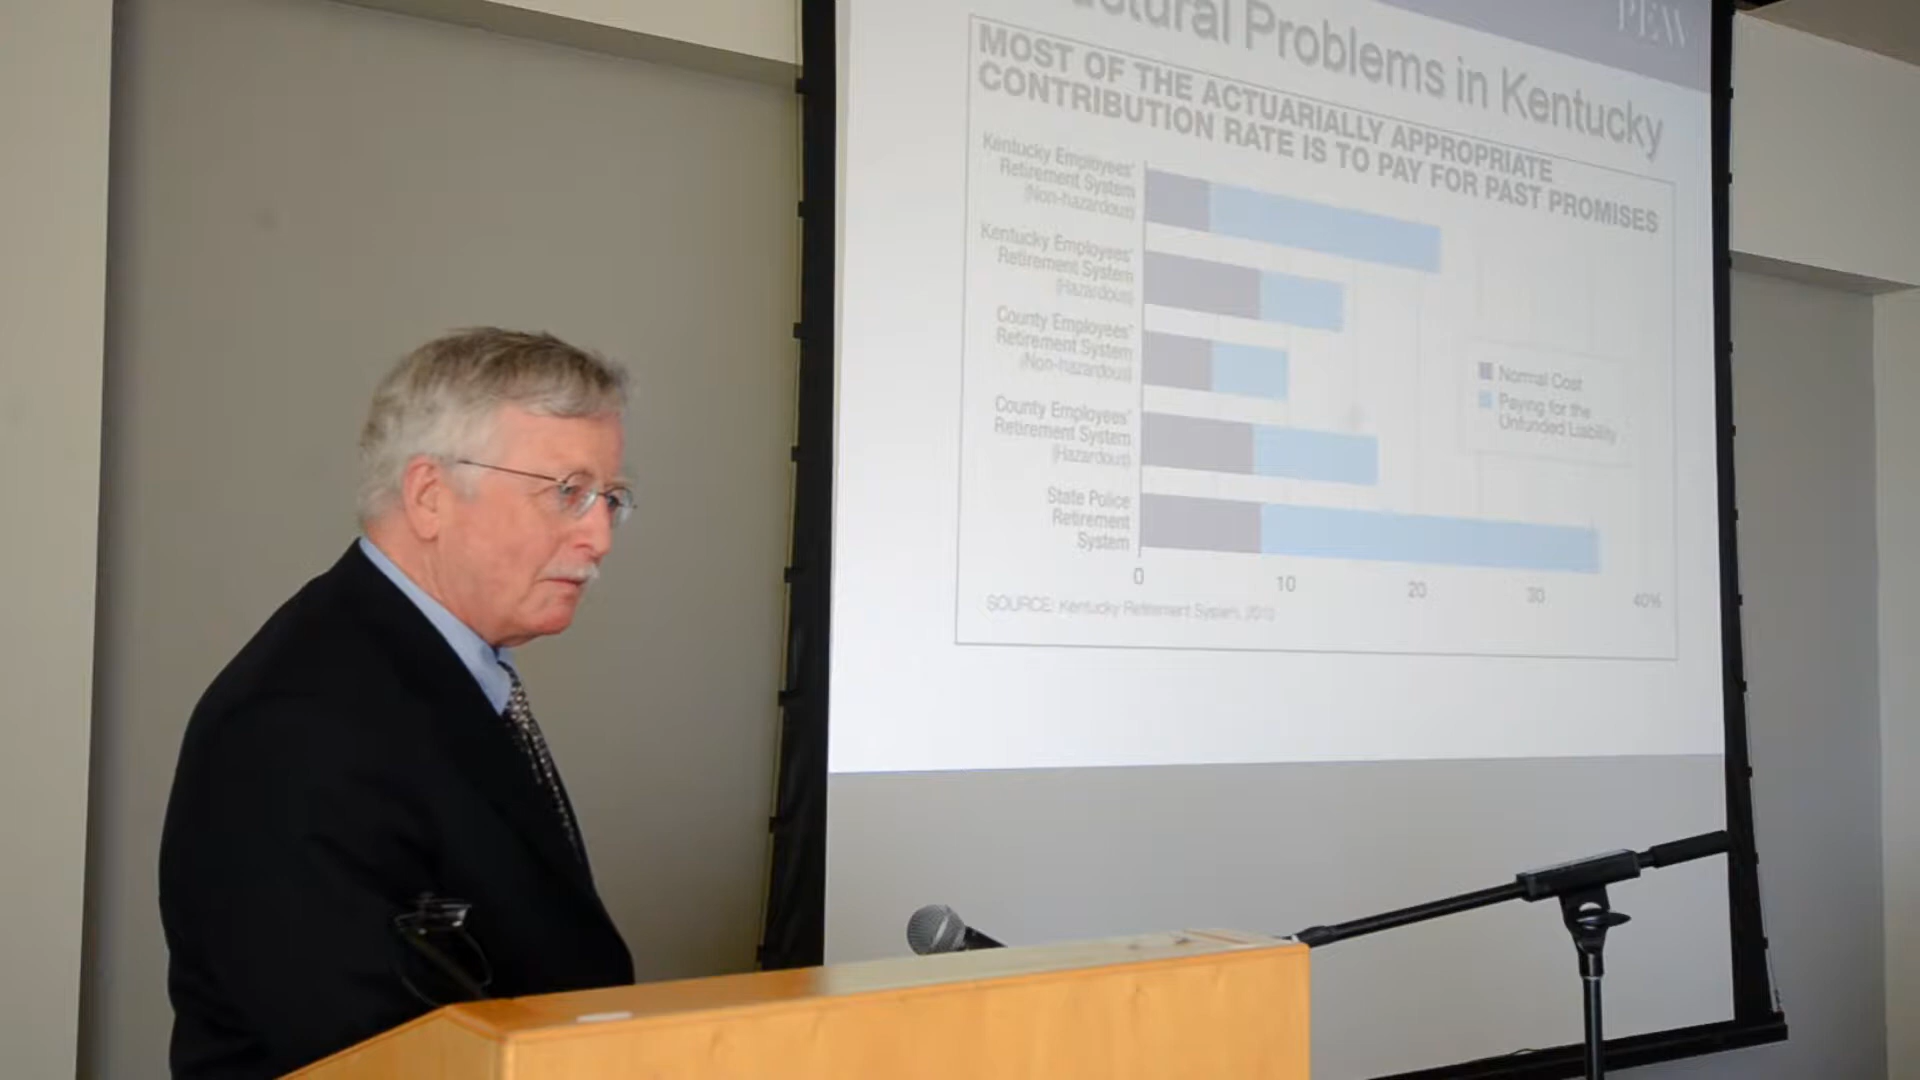 PEW
Problems in Kentucky
MOST OF THE ACTUARIALLY APPROPRIATE
CONTRIBUTION RATE IS TO PAY FOR PAST PROMISES
Kentucky Employees'
Retirement System
(Non-hazardous)
Kentucky Employees'
Retirement System
(Hazardous)
County Employees'
Retirement System
(Non-hazardous)
County Employees'
Retirement System
(Hazardous)
State Police
Retirement
System
Normal Cost
Paying for the
Unfunded Liability
0 10 20 30 40%
SOURCE: Kentucky Retirement System,